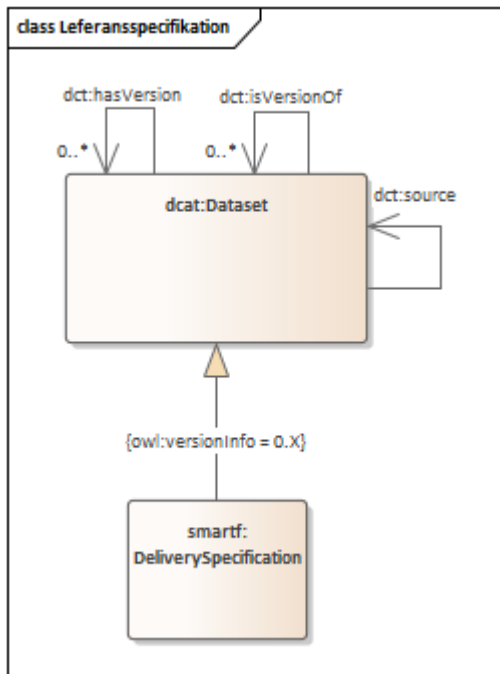 class Leferansspecifikation
dct:hasVersion
dct:isVersionOf
0..*
0..*
dcat:Dataset
dct:source
{owl:versionInfo = 0.X}
smartf:
DeliverySpecification